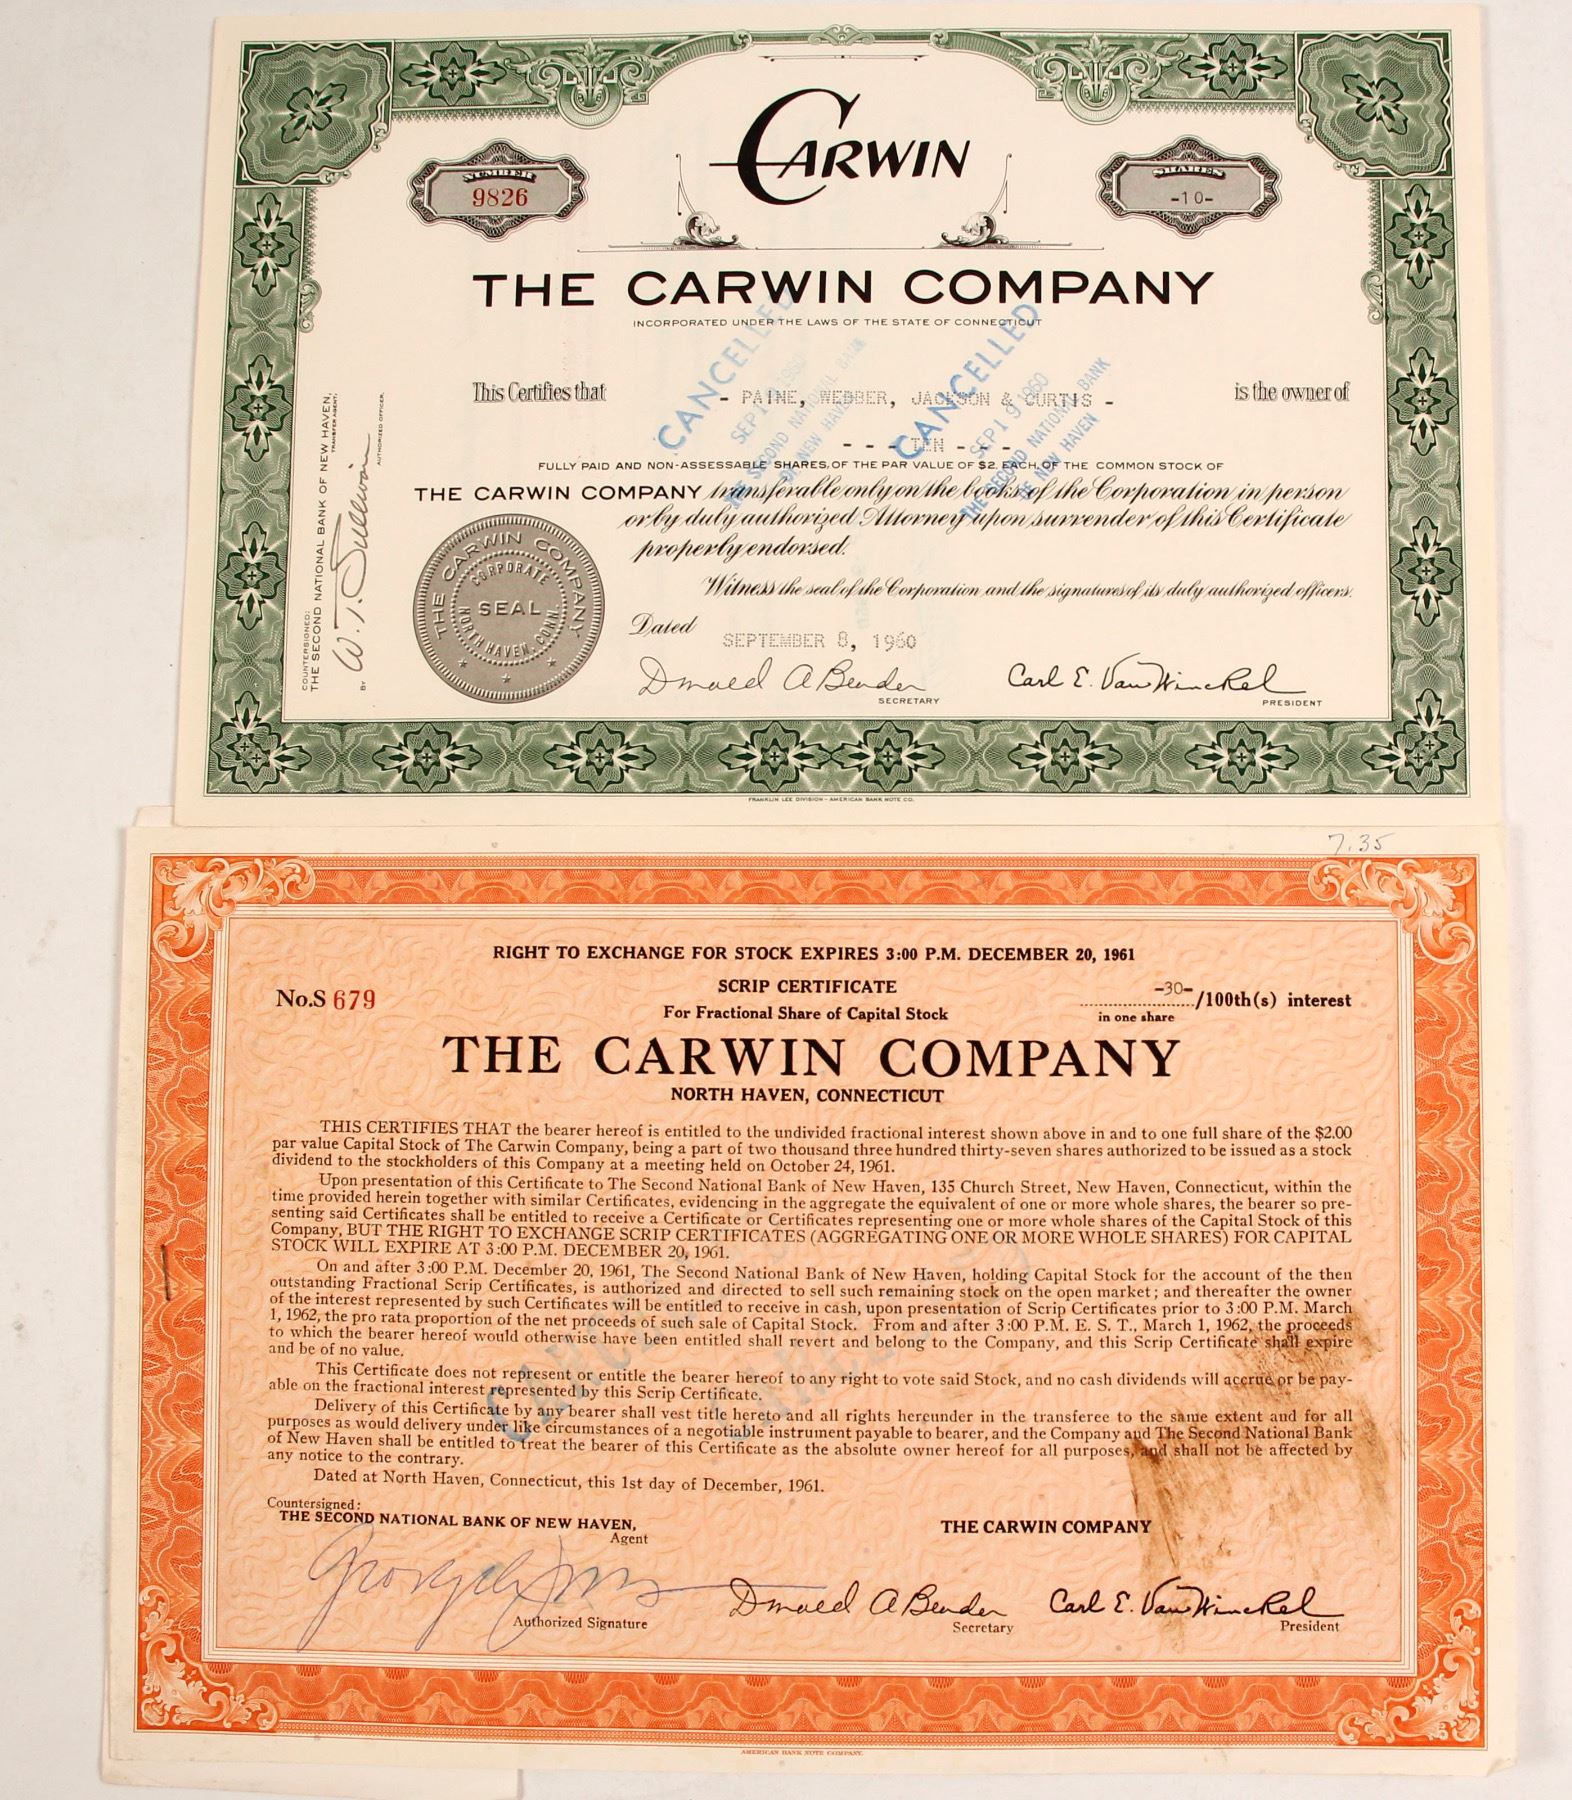 CARWIN
NUMBER
9826
SHARES
-10-
THE CARWIN COMPANY
INCORPORATED UNDER THE LAWS OF THE STATE OF CONNECTICUT
This Certifies that - PAINE, WEBBER, JACKSON & CURTIS - is the owner of
- - - TEN - - -
CANCELLED
SEP 19 1960
THE SECOND NATIONAL BANK
OF NEW HAVEN
CANCELLED
SEP 19 1960
THE SECOND NATIONAL BANK
OF NEW HAVEN
FULLY PAID AND NON-ASSESSABLE SHARES, OF THE PAR VALUE OF $2. EACH, OF THE COMMON STOCK OF
THE CARWIN COMPANY transferable only on the books of the Corporation in person
or by duly authorized Attorney upon surrender of this Certificate
properly endorsed.
Witness the seal of the Corporation and the signatures of its duly authorized officers.
Dated SEPTEMBER 8, 1960
Donald A Bender
SECRETARY
Carl E. Van Winckel
PRESIDENT
THE CARWIN COMPANY
CORPORATE
SEAL
NORTH HAVEN, CONN.
COUNTERSIGNED:
THE SECOND NATIONAL BANK OF NEW HAVEN,
TRANSFER AGENT.
BY W. T. Sullivan
AUTHORIZED OFFICER.
FRANKLIN LEE DIVISION - AMERICAN BANK NOTE CO.
7.35
RIGHT TO EXCHANGE FOR STOCK EXPIRES 3:00 P.M. DECEMBER 20, 1961
No.S 679
SCRIP CERTIFICATE
For Fractional Share of Capital Stock
-30-/100th(s) interest
in one share
THE CARWIN COMPANY
NORTH HAVEN, CONNECTICUT
THIS CERTIFIES THAT the bearer hereof is entitled to the undivided fractional interest shown above in and to one full share of the $2.00
par value Capital Stock of The Carwin Company, being a part of two thousand three hundred thirty-seven shares authorized to be issued as a stock
dividend to the stockholders of this Company at a meeting held on October 24, 1961.
Upon presentation of this Certificate to The Second National Bank of New Haven, 135 Church Street, New Haven, Connecticut, within the
time provided herein together with similar Certificates, evidencing in the aggregate the equivalent of one or more whole shares, the bearer so pre-
senting said Certificates shall be entitled to receive a Certificate or Certificates representing one or more whole shares of the Capital Stock of this
Company, BUT THE RIGHT TO EXCHANGE SCRIP CERTIFICATES (AGGREGATING ONE OR MORE WHOLE SHARES) FOR CAPITAL
STOCK WILL EXPIRE AT 3:00 P.M. DECEMBER 20, 1961.
On and after 3:00 P.M. December 20, 1961, The Second National Bank of New Haven, holding Capital Stock for the account of the then
outstanding Fractional Scrip Certificates, is authorized and directed to sell such remaining stock on the open market; and thereafter the owner
of the interest represented by such Certificates will be entitled to receive in cash, upon presentation of Scrip Certificates prior to 3:00 P.M. March
1, 1962, the pro rata proportion of the net proceeds of such sale of Capital Stock. From and after 3:00 P.M. E. S. T., March 1, 1962, the proceeds
to which the bearer hereof would otherwise have been entitled shall revert and belong to the Company, and this Scrip Certificate shall expire
and be of no value.
This Certificate does not represent or entitle the bearer hereof to any right to vote said Stock, and no cash dividends will accrue or be pay-
able on the fractional interest represented by this Scrip Certificate.
Delivery of this Certificate by any bearer shall vest title hereto and all rights hereunder in the transferee to the same extent and for all
purposes as would delivery under like circumstances of a negotiable instrument payable to bearer, and the Company and The Second National Bank
of New Haven shall be entitled to treat the bearer of this Certificate as the absolute owner hereof for all purposes, and shall not be affected by
any notice to the contrary.
Dated at North Haven, Connecticut, this 1st day of December, 1961.
Countersigned:
THE SECOND NATIONAL BANK OF NEW HAVEN,
Agent
Authorized Signature
THE CARWIN COMPANY
Donald A Bender
Secretary
Carl E. Van Winckel
President
AMERICAN BANK NOTE COMPANY.